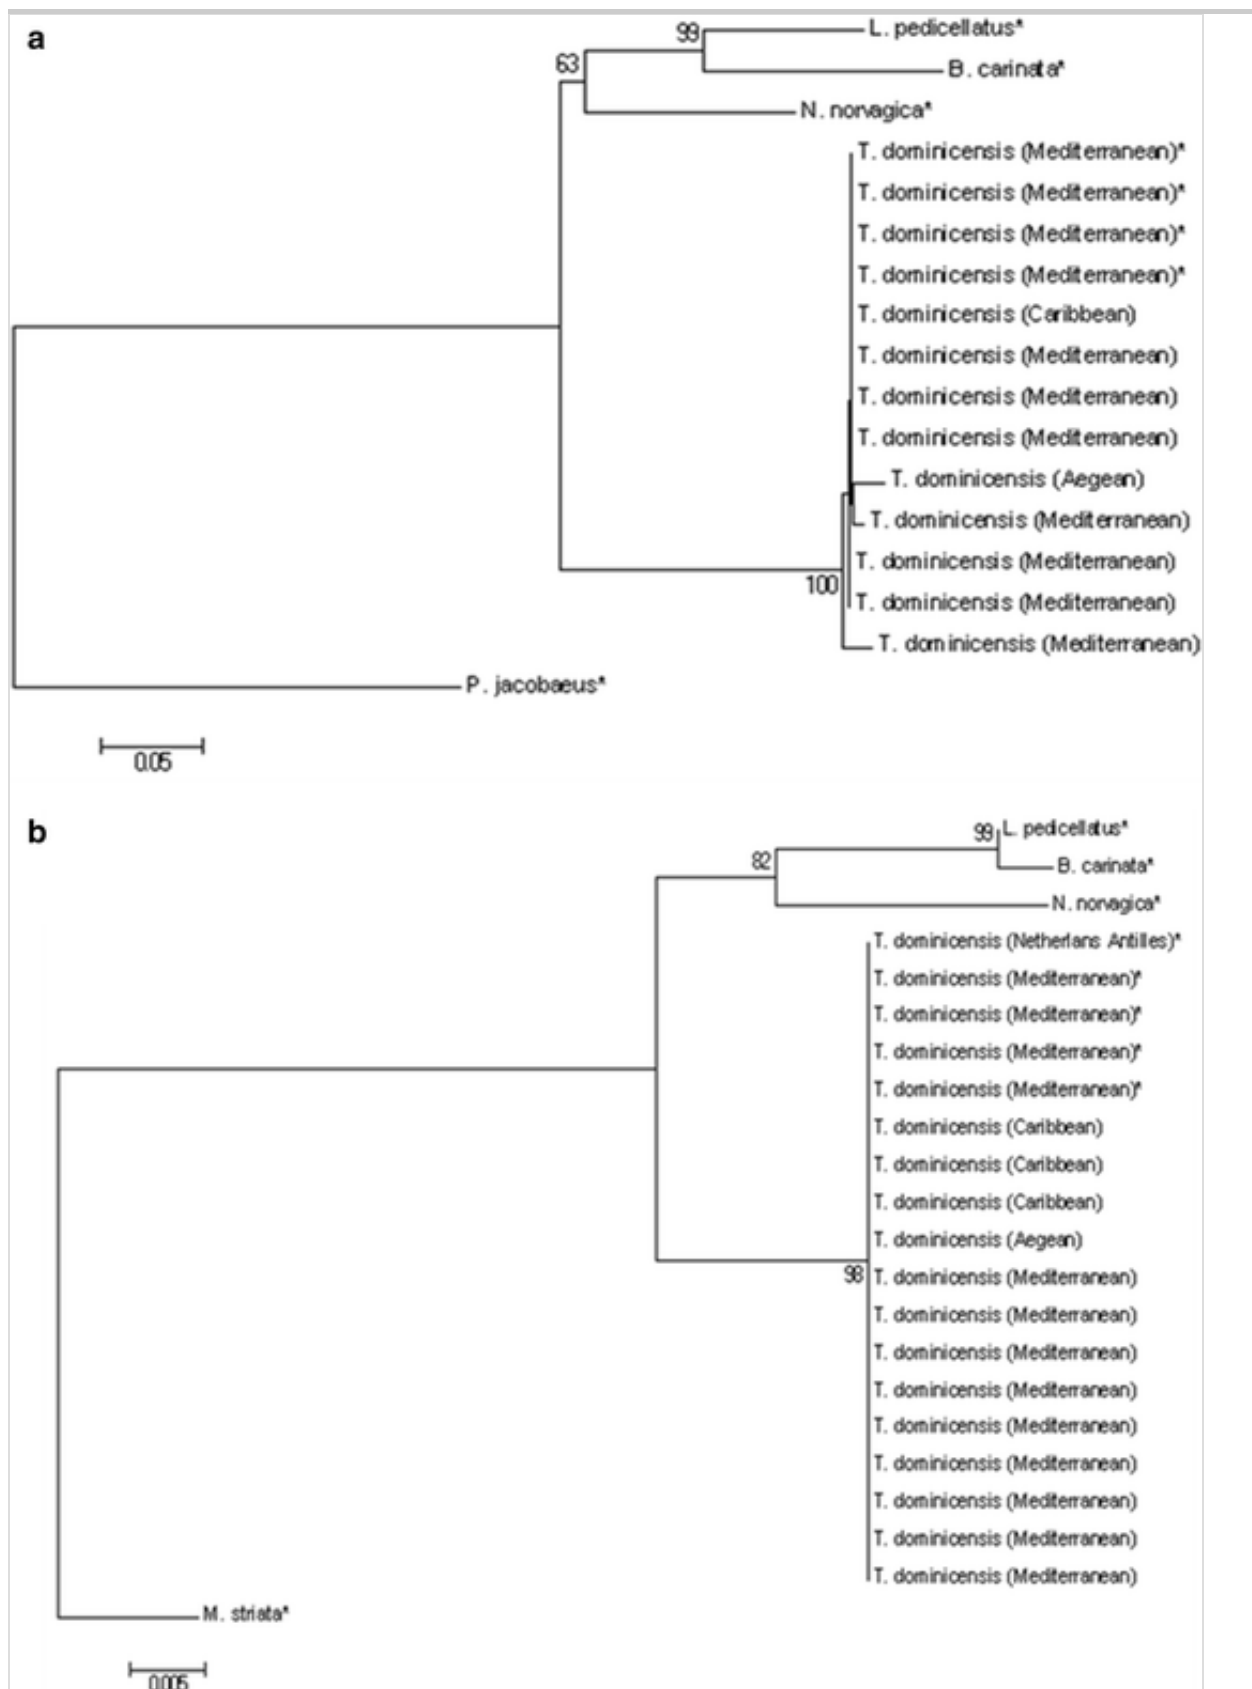 a
99
L. pedicellatus*
B. carinata*
63
N. norvagica*
T. dominicensis (Mediterranean)*
T. dominicensis (Mediterranean)*
T. dominicensis (Mediterranean)*
T. dominicensis (Mediterranean)*
T. dominicensis (Caribbean)
T. dominicensis (Mediterranean)
T. dominicensis (Mediterranean)
T. dominicensis (Mediterranean)
T. dominicensis (Aegean)
T. dominicensis (Mediterranean)
T. dominicensis (Mediterranean)
100
T. dominicensis (Mediterranean)
T. dominicensis (Mediterranean)
P. jacobaeus*
0.05
b
99
L. pedicellatus*
82
B. carinata*
N. norvagica*
T. dominicensis (Netherlans Antilles)*
T. dominicensis (Mediterranean)*
T. dominicensis (Mediterranean)*
T. dominicensis (Mediterranean)*
T. dominicensis (Mediterranean)*
T. dominicensis (Caribbean)
T. dominicensis (Caribbean)
T. dominicensis (Caribbean)
T. dominicensis (Aegean)
98
T. dominicensis (Mediterranean)
T. dominicensis (Mediterranean)
T. dominicensis (Mediterranean)
T. dominicensis (Mediterranean)
T. dominicensis (Mediterranean)
T. dominicensis (Mediterranean)
T. dominicensis (Mediterranean)
T. dominicensis (Mediterranean)
T. dominicensis (Mediterranean)
M. striata*
0.005